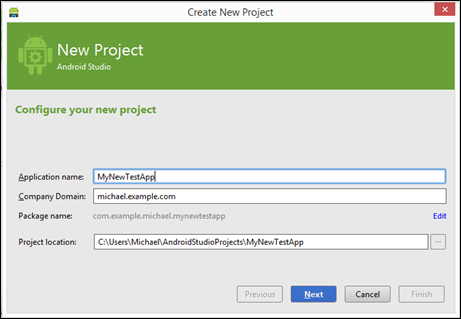 Create New Project
New Project
Android Studio
Configure your new project
Application name: MyNewTestApp
Company Domain: michael.example.com
Package name: com.example.michael.mynewtestapp Edit
Project location: C:\Users\Michael\AndroidStudioProjects\MyNewTestApp ...
Previous Next Cancel Finish